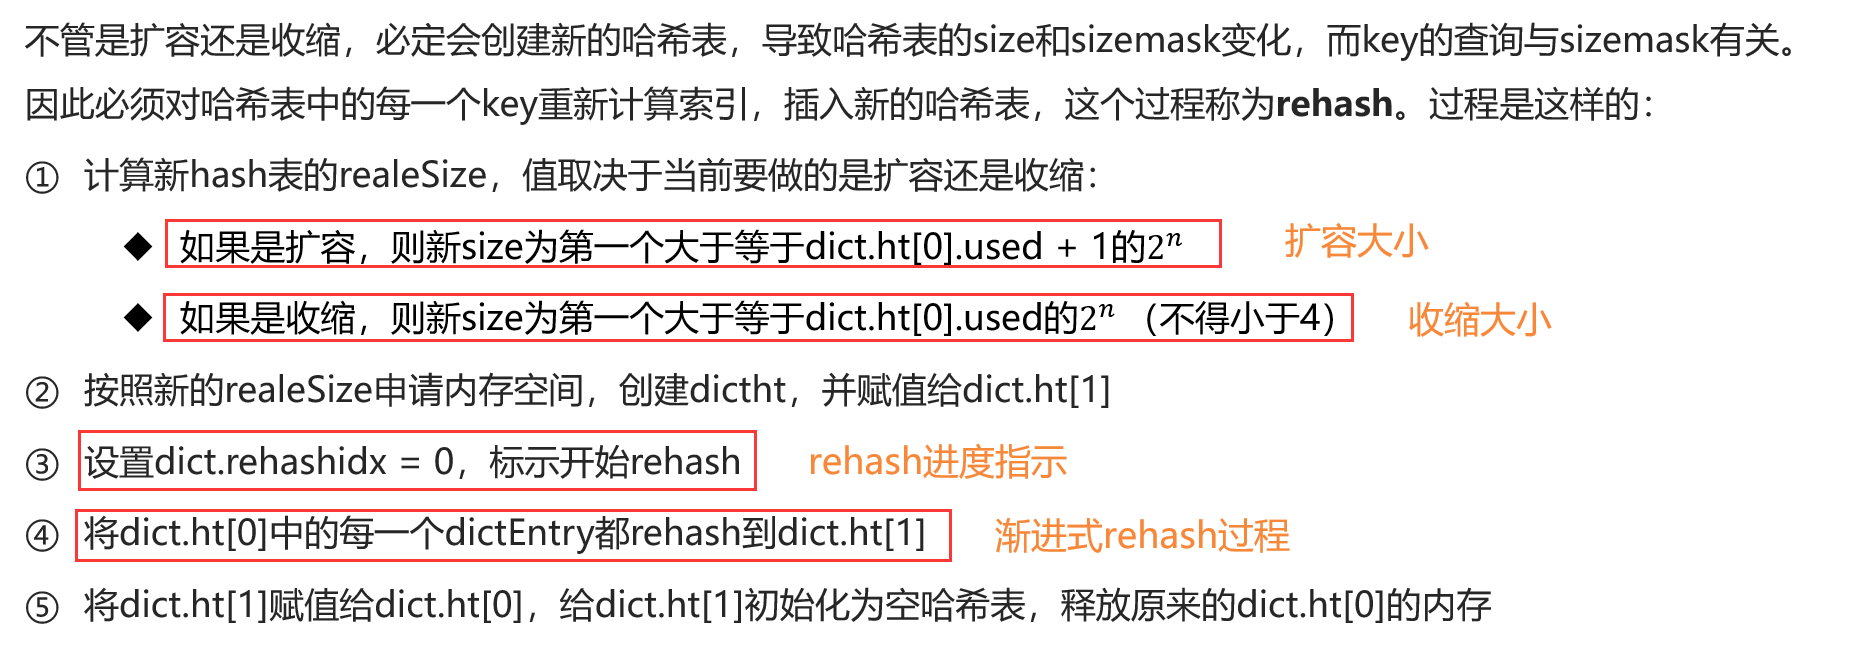 不管是扩容还是收缩，必定会创建新的哈希表，导致哈希表的size和sizemask变化，而key的查询与sizemask有关。
因此必须对哈希表中的每一个key重新计算索引，插入新的哈希表，这个过程称为rehash。过程是这样的：
① 计算新hash表的realeSize，值取决于当前要做的是扩容还是收缩：
◆ 如果是扩容，则新size为第一个大于等于dict.ht[0].used + 1的2ⁿ 扩容大小
◆ 如果是收缩，则新size为第一个大于等于dict.ht[0].used的2ⁿ （不得小于4） 收缩大小
② 按照新的realeSize申请内存空间，创建dictht，并赋值给dict.ht[1]
③ 设置dict.rehashidx = 0，标示开始rehash rehash进度指示
④ 将dict.ht[0]中的每一个dictEntry都rehash到dict.ht[1] 渐进式rehash过程
⑤ 将dict.ht[1]赋值给dict.ht[0]，给dict.ht[1]初始化为空哈希表，释放原来的dict.ht[0]的内存